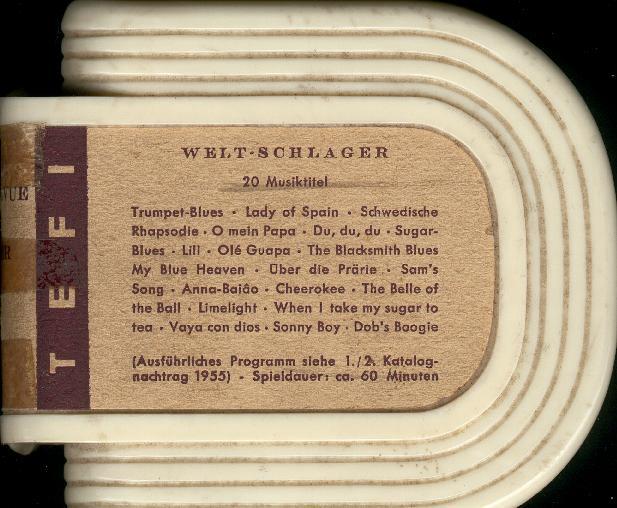 WELT-SCHLAGER
20 Musiktitel
Trumpet-Blues · Lady of Spain · Schwedische
Rhapsodie · O mein Papa · Du, du, du · Sugar-
Blues · Lili · Olé Guapa · The Blacksmith Blues
My Blue Heaven · Über die Prärie · Sam's
Song · Anna-Baião · Cheerokee · The Belle of
the Ball · Limelight · When I take my sugar to
tea · Vaya con dios · Sonny Boy · Dob's Boogie
(Ausführliches Programm siehe 1./2. Katalog-
nachtrag 1955) - Spieldauer: ca. 60 Minuten
TEFI